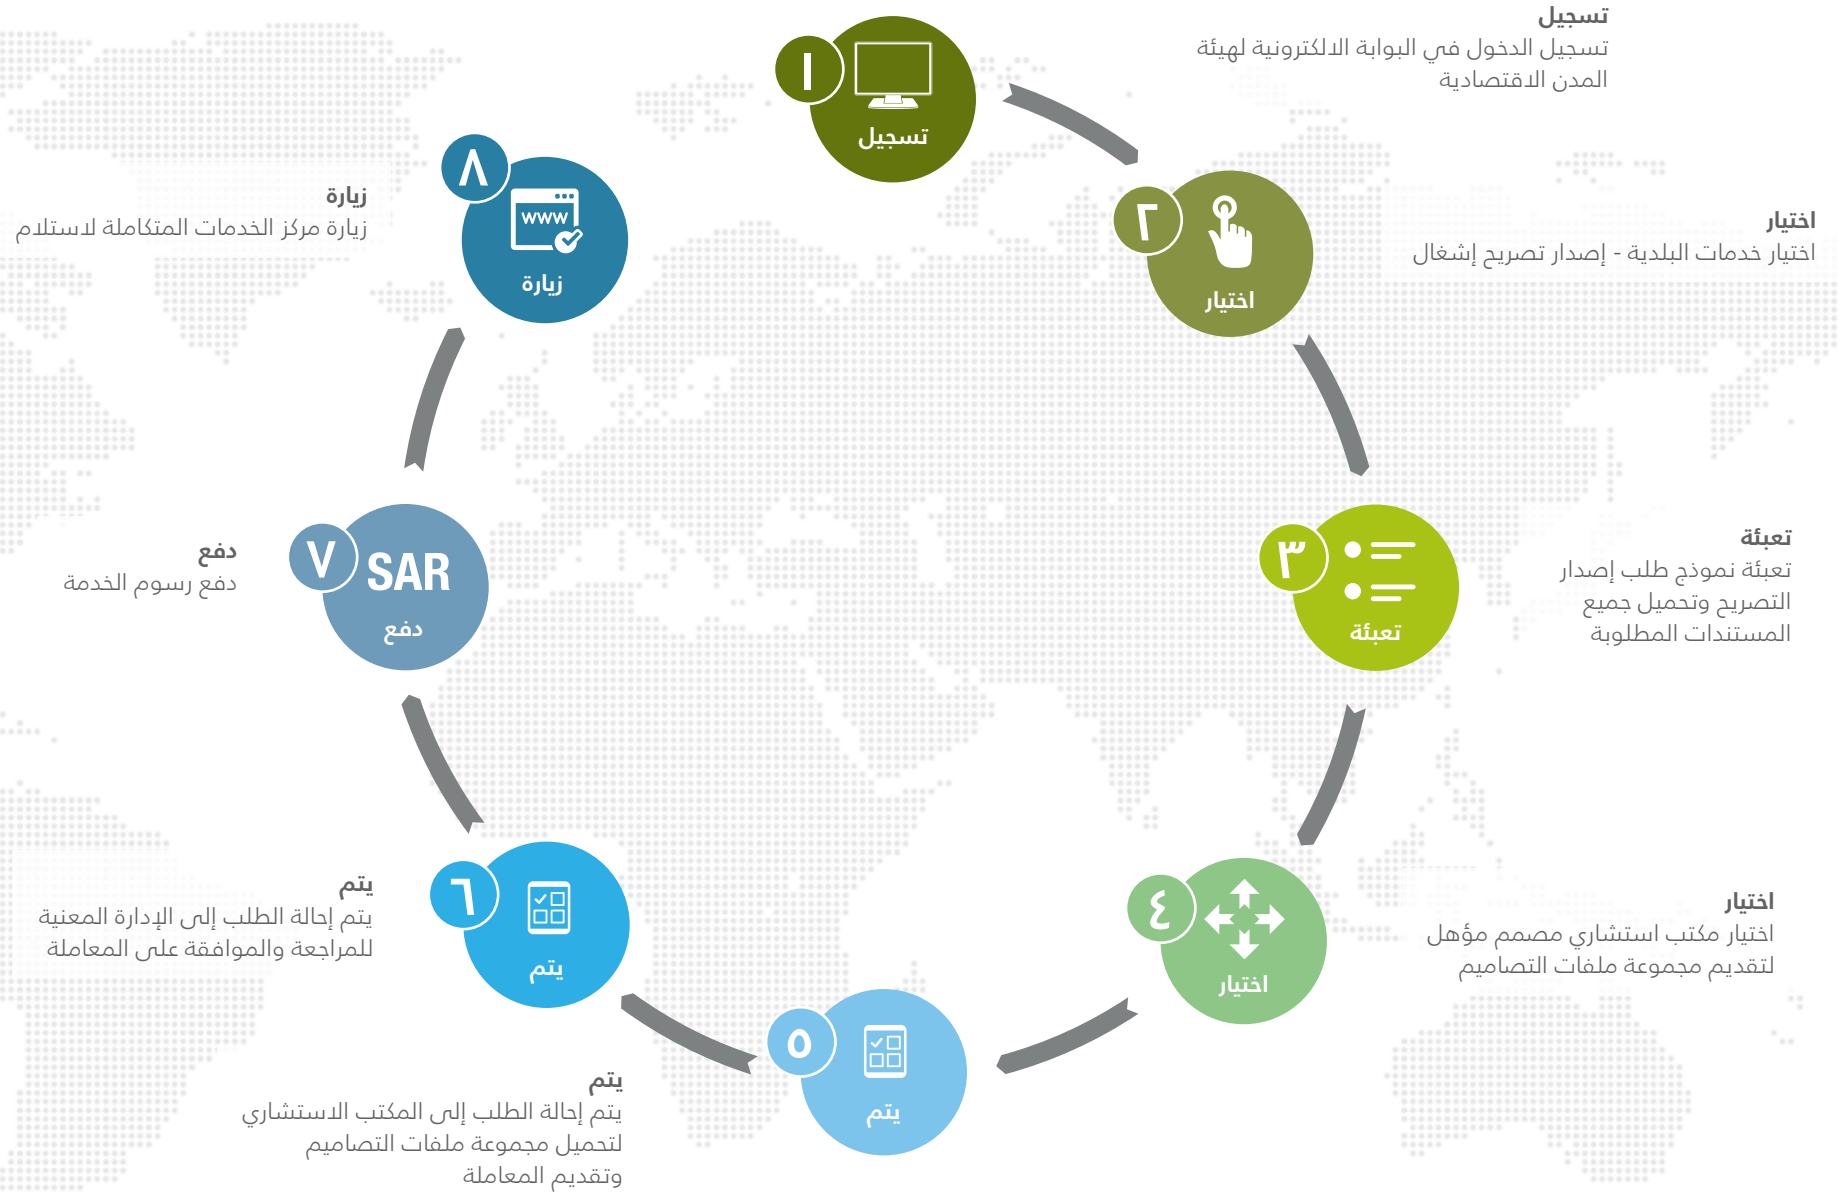 تسجيل
تسجيل الدخول في البوابة الالكترونية لهيئة
المدن الاقتصادية
١
تسجيل
اختيار
اختيار خدمات البلدية - إصدار تصريح إشغال
٢
اختيار
تعبئة
تعبئة نموذج طلب إصدار
التصريح وتحميل جميع
المستندات المطلوبة
٣
تعبئة
اختيار
اختيار مكتب استشاري مصمم مؤهل
لتقديم مجموعة ملفات التصاميم
٤
اختيار
يتم
يتم إحالة الطلب إلى المكتب الاستشاري
لتحميل مجموعة ملفات التصاميم
وتقديم المعاملة
٥
يتم
يتم
يتم إحالة الطلب إلى الإدارة المعنية
للمراجعة والموافقة على المعاملة
٦
يتم
دفع
دفع رسوم الخدمة
٧
SAR
دفع
زيارة
زيارة مركز الخدمات المتكاملة لاستلام
٨
www
زيارة